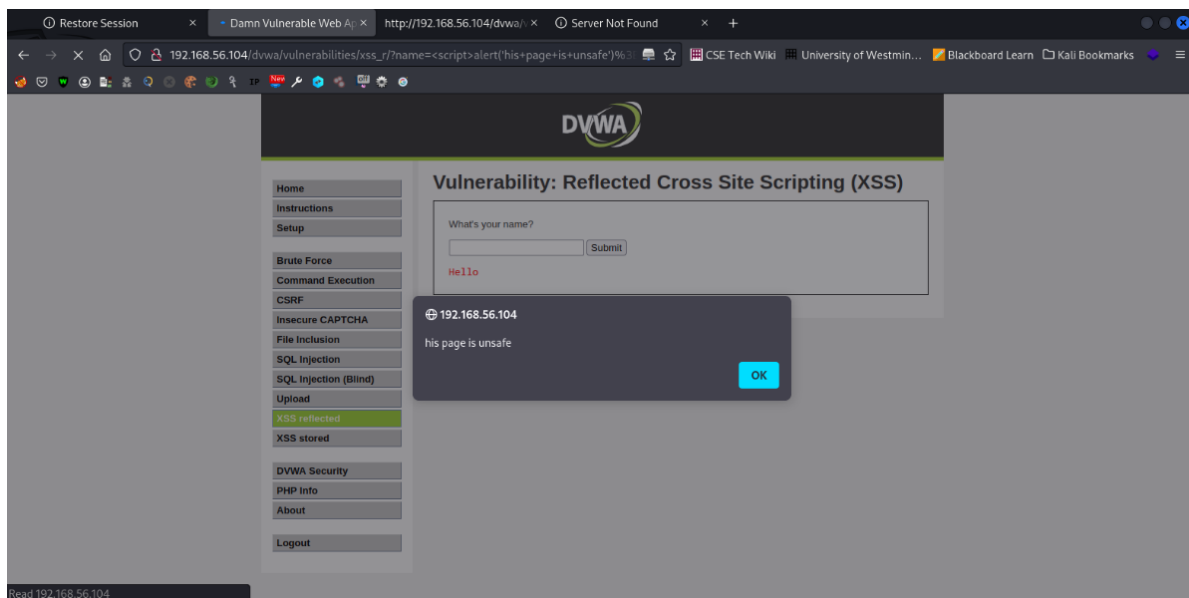 Restore Session
Damn Vulnerable Web Ap
http://192.168.56.104/dvwa/
Server Not Found
192.168.56.104/dvwa/vulnerabilities/xss_r/?name=<script>alert('his+page+is+unsafe')%3
CSE Tech Wiki
University of Westmin...
Blackboard Learn
Kali Bookmarks
IP
New
DVWA
Home
Instructions
Setup
Brute Force
Command Execution
CSRF
Insecure CAPTCHA
File Inclusion
SQL Injection
SQL Injection (Blind)
Upload
XSS reflected
XSS stored
DVWA Security
PHP Info
About
Logout
Vulnerability: Reflected Cross Site Scripting (XSS)
What's your name?
Submit
Hello
192.168.56.104
his page is unsafe
OK
Read 192.168.56.104